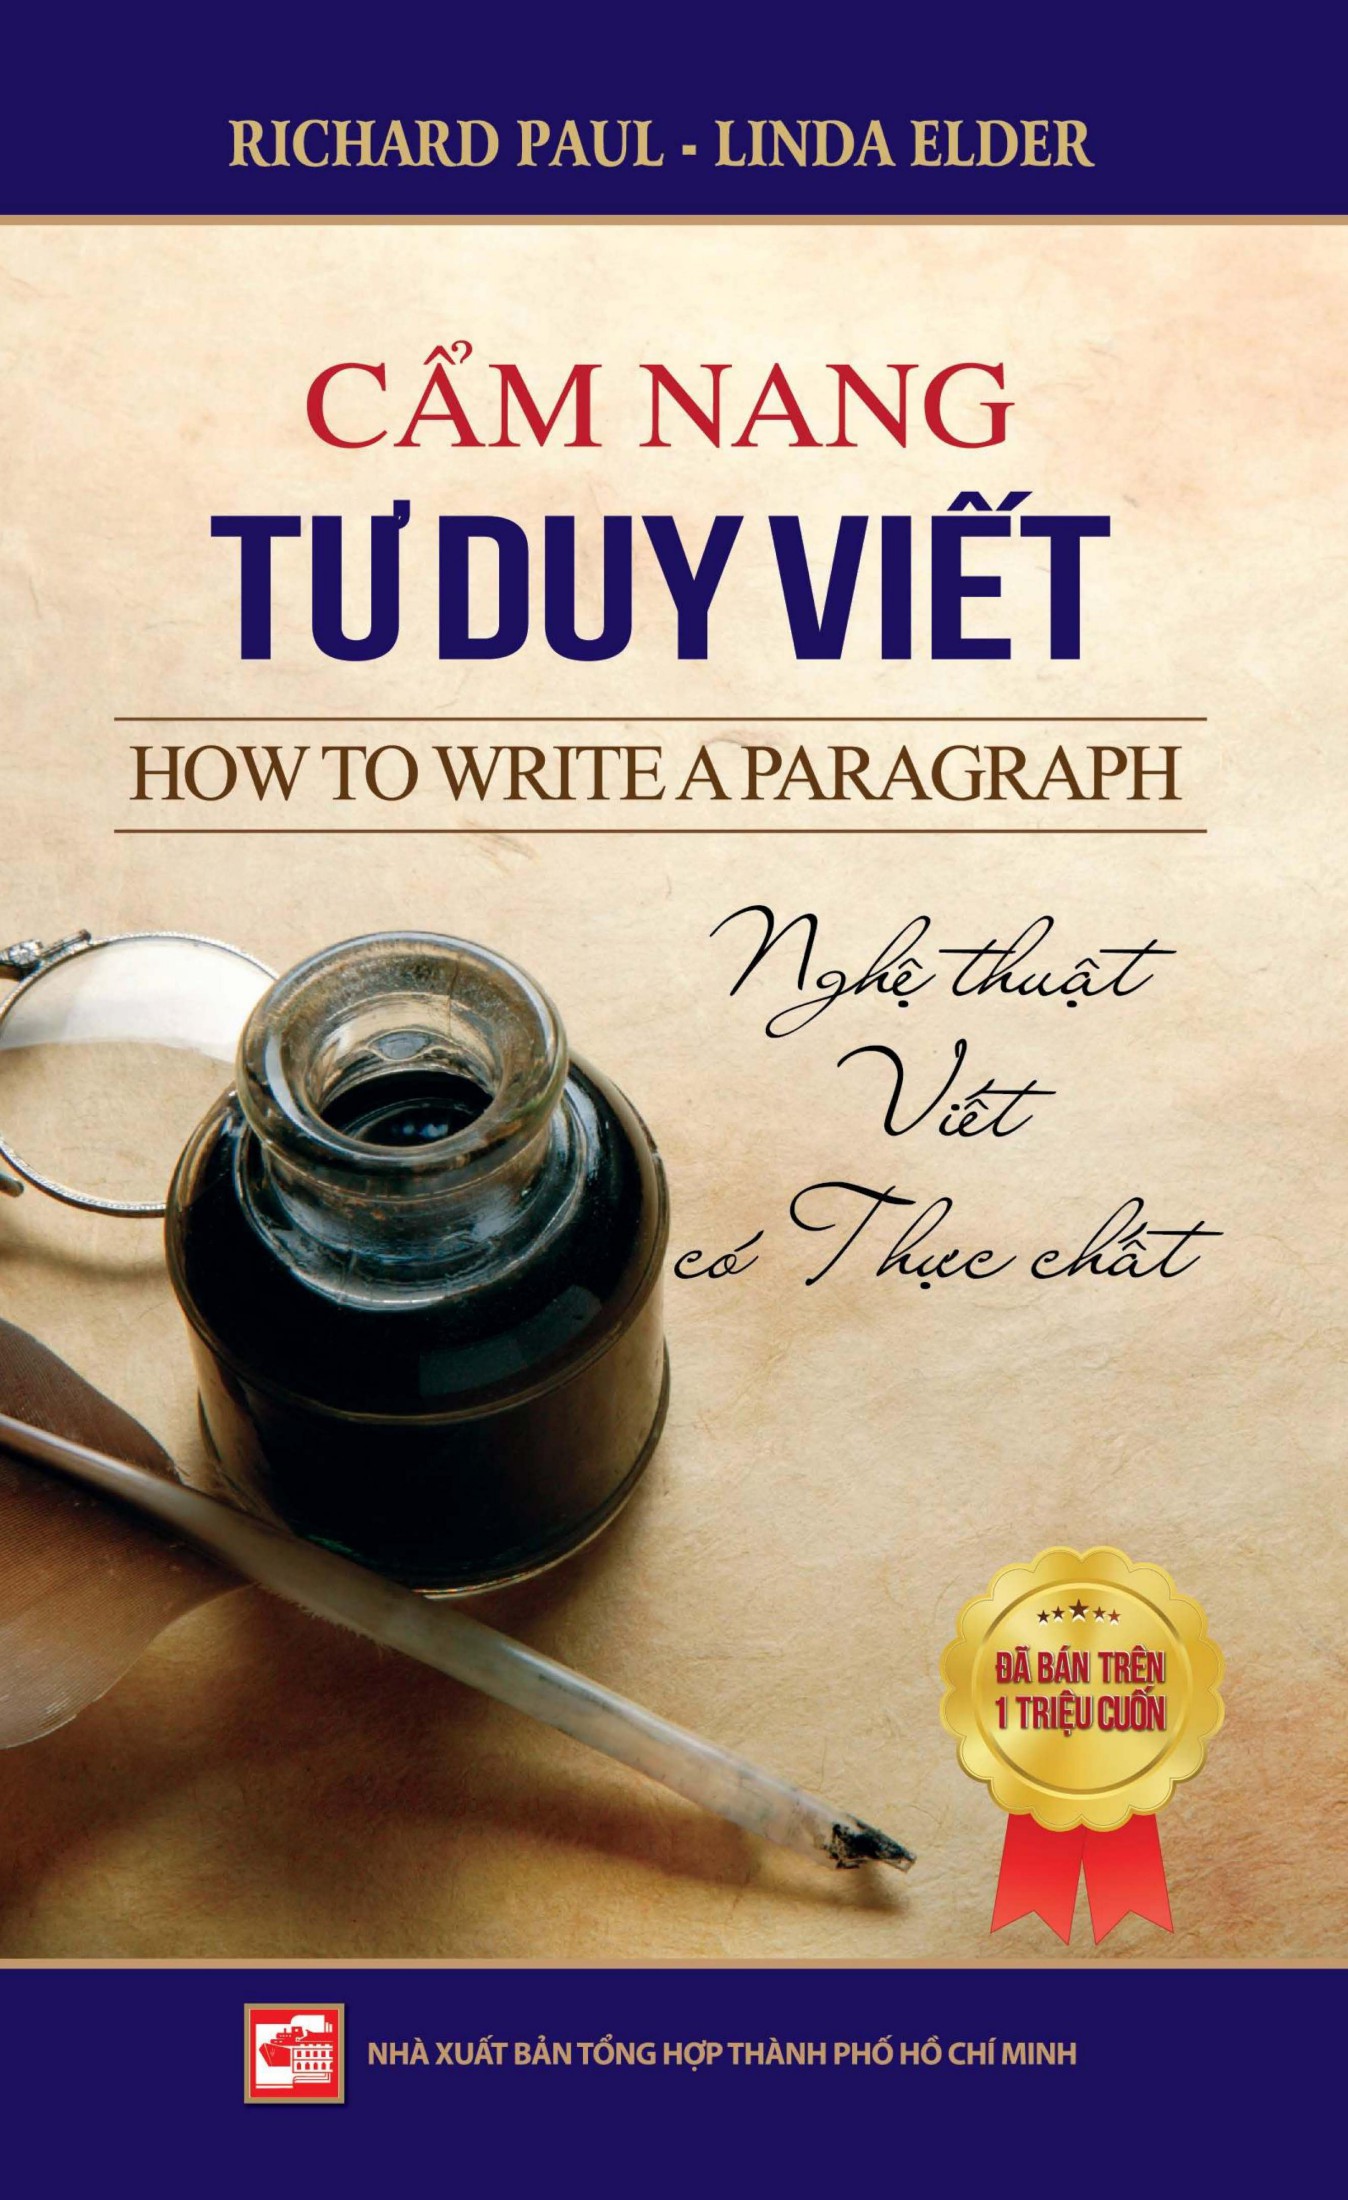 RICHARD PAUL - LINDA ELDER
CẨM NANG
TƯ DUY VIẾT
HOW TO WRITE A PARAGRAPH
Nghệ thuật
Viết
có Thực chất
ĐÃ BÁN TRÊN
1 TRIỆU CUỐN
NHÀ XUẤT BẢN TỔNG HỢP THÀNH PHỐ HỒ CHÍ MINH